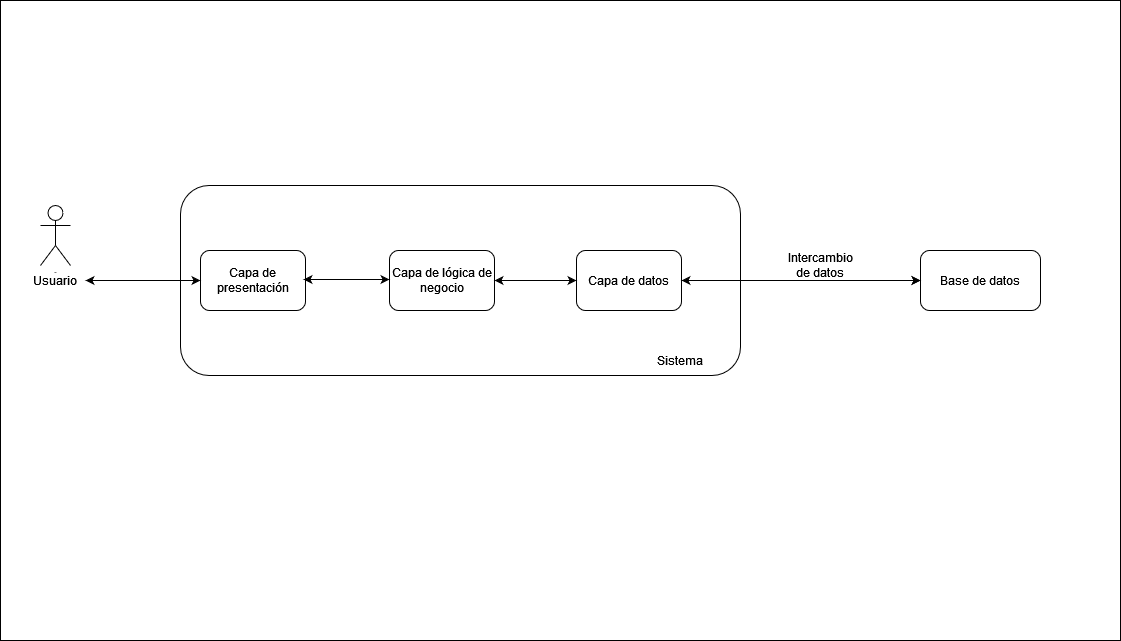 Usuario
Capa de
presentación
Capa de lógica de
negocio
Capa de datos
Sistema
Intercambio
de datos
Base de datos